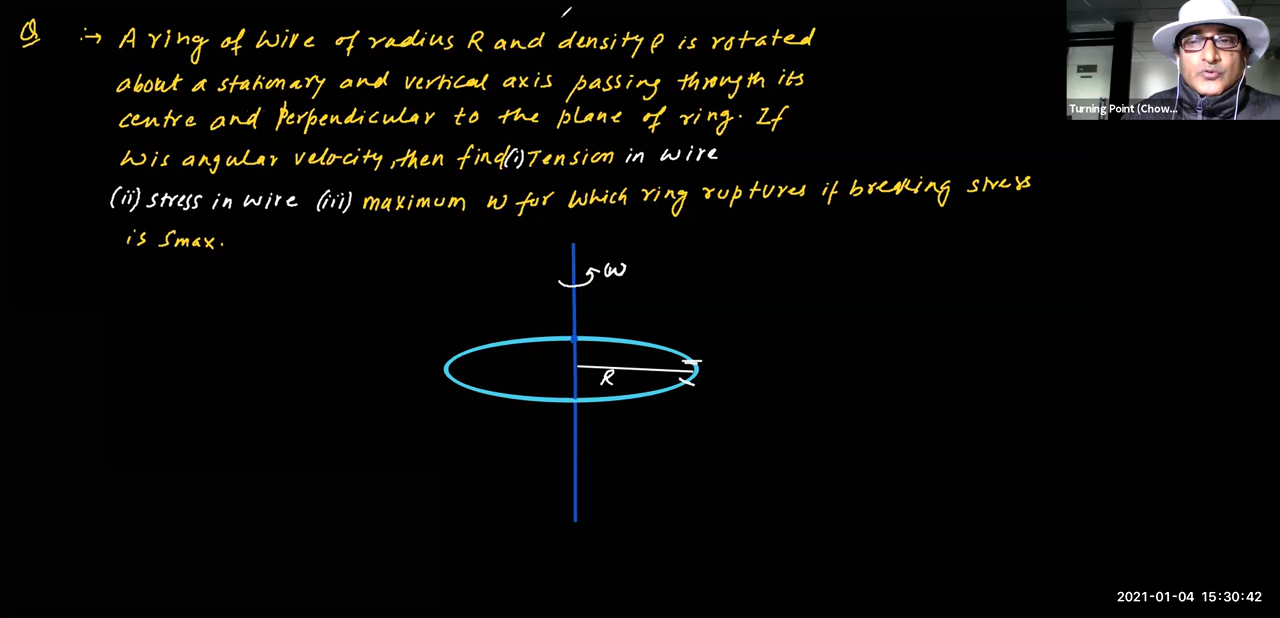 Q :→ A ring of wire of radius R and density ρ is rotated
about a stationary and vertical axis passing through its
centre and perpendicular to the plane of ring. If
W is angular velocity, then find (i) Tension in wire
(ii) stress in wire (iii) maximum w for which ring ruptures if breaking stress
is Smax.
ω
R
Turning Point (Chow...
2021-01-04 15:30:42